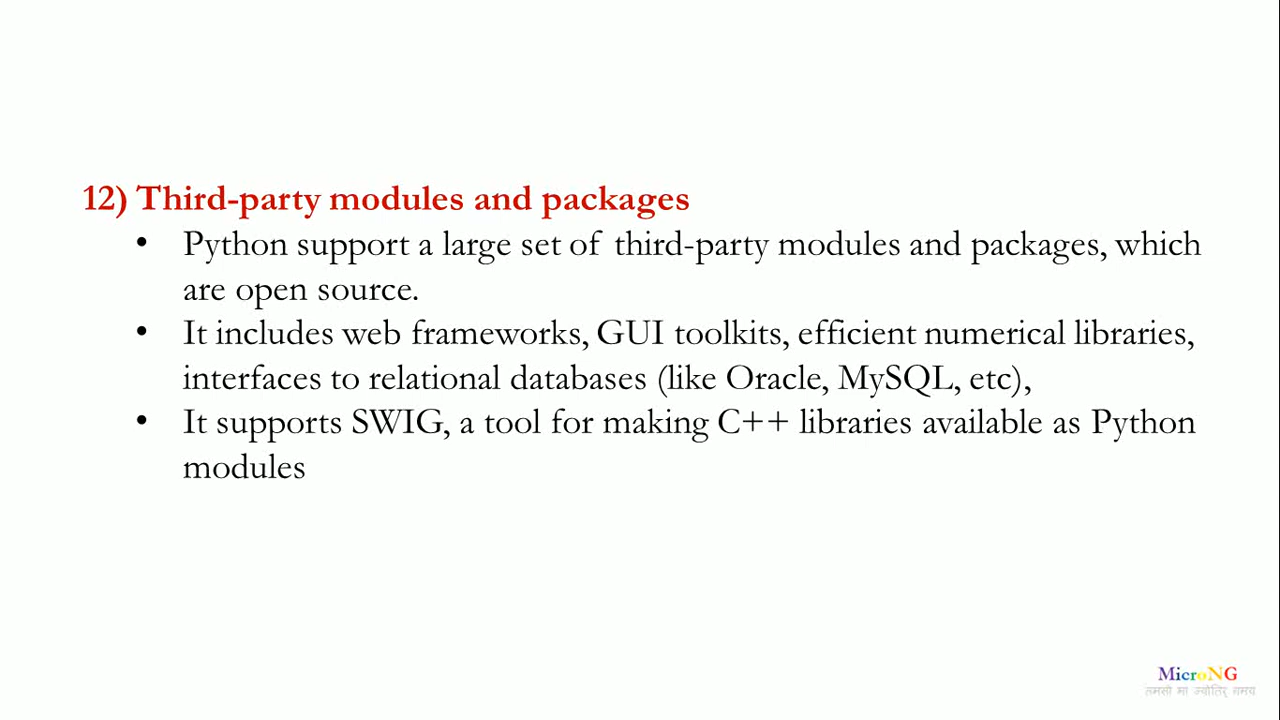 12) Third-party modules and packages
• Python support a large set of third-party modules and packages, which
are open source.
• It includes web frameworks, GUI toolkits, efficient numerical libraries,
interfaces to relational databases (like Oracle, MySQL, etc),
• It supports SWIG, a tool for making C++ libraries available as Python
modules
MicroNG
तमसो मा ज्योतिर् गमय